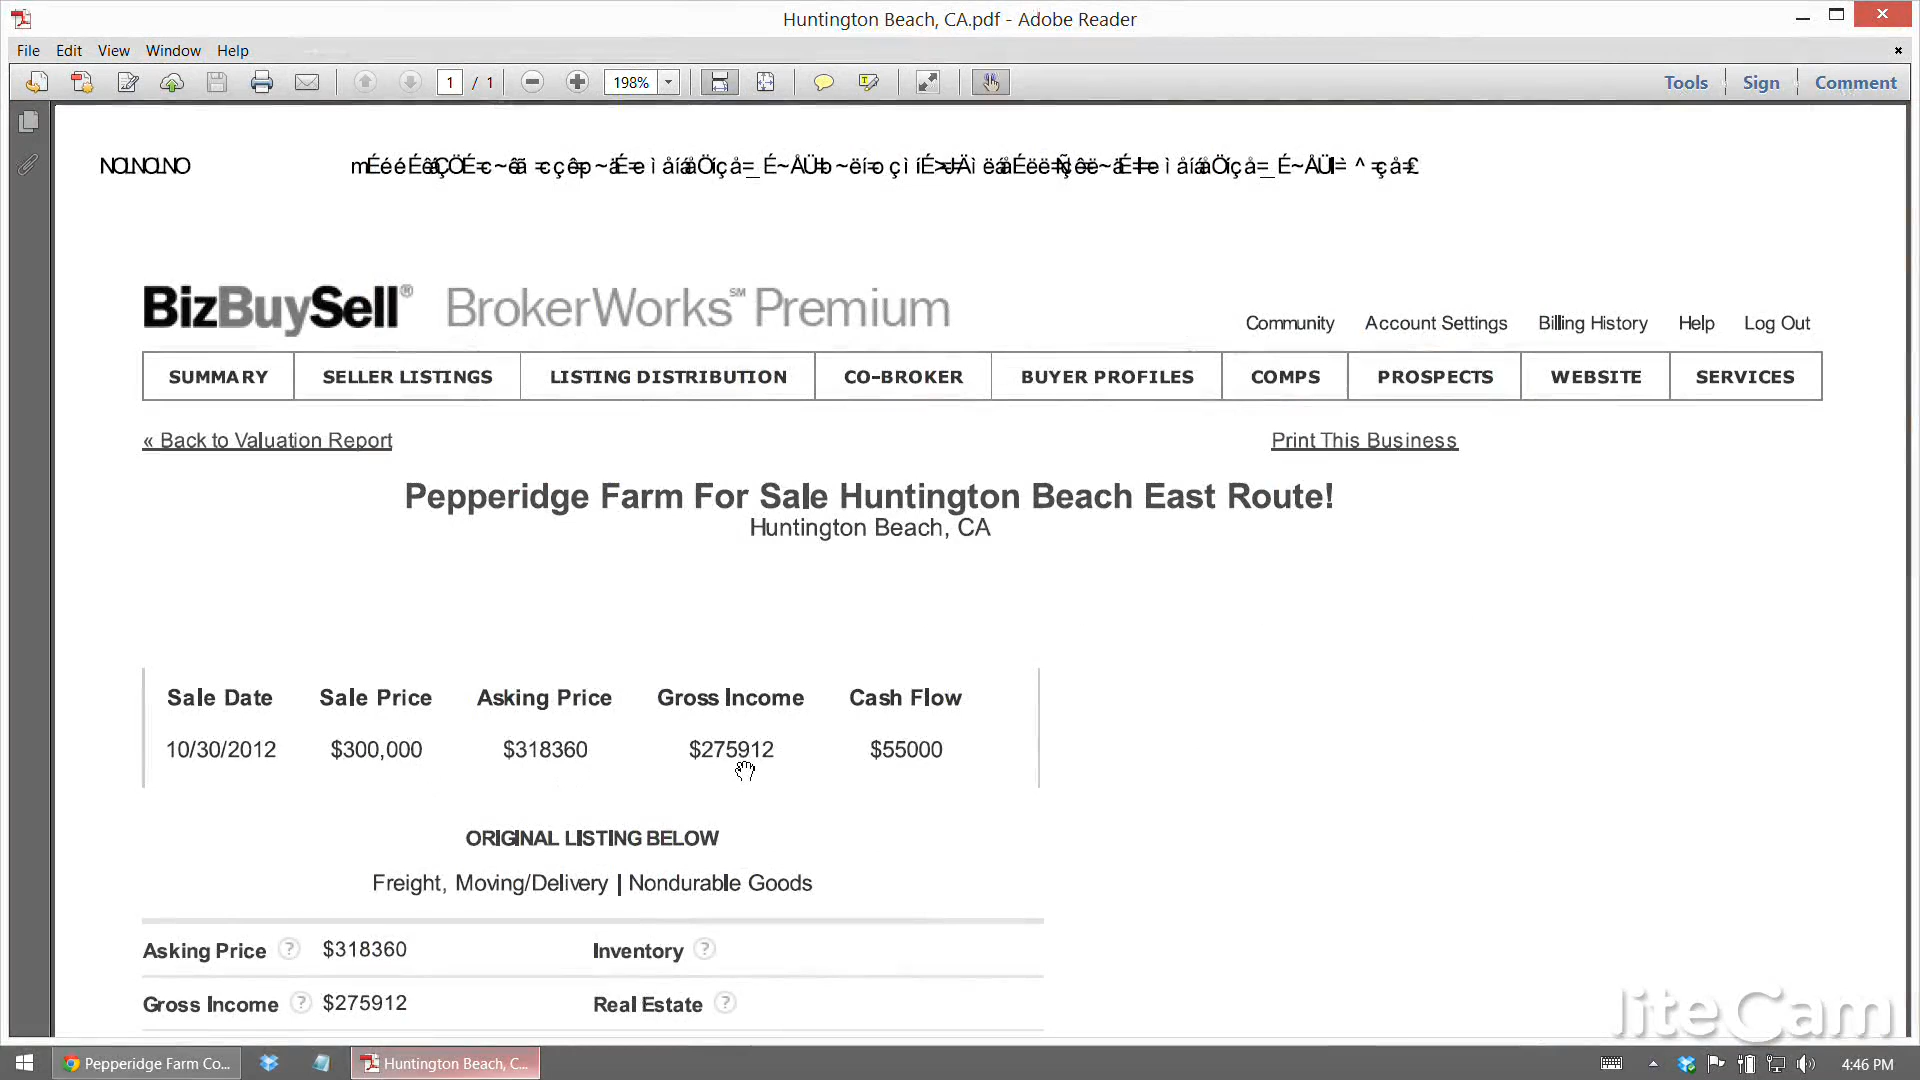 Huntington Beach, CA.pdf - Adobe Reader
File Edit View Window Help
1 / 1 198% Tools Sign Comment
BizBuySell® BrokerWorks℠ Premium
Community Account Settings Billing History Help Log Out
SUMMARY SELLER LISTINGS LISTING DISTRIBUTION CO-BROKER BUYER PROFILES COMPS PROSPECTS WEBSITE SERVICES
« Back to Valuation Report Print This Business
Pepperidge Farm For Sale Huntington Beach East Route!
Huntington Beach, CA
Sale Date Sale Price Asking Price Gross Income Cash Flow
10/30/2012 $300,000 $318360 $275912 $55000
ORIGINAL LISTING BELOW
Freight, Moving/Delivery | Nondurable Goods
Asking Price ? $318360 Inventory ?
Gross Income ? $275912 Real Estate ?
liteCam
Pepperidge Farm Co... Huntington Beach, C... 4:46 PM